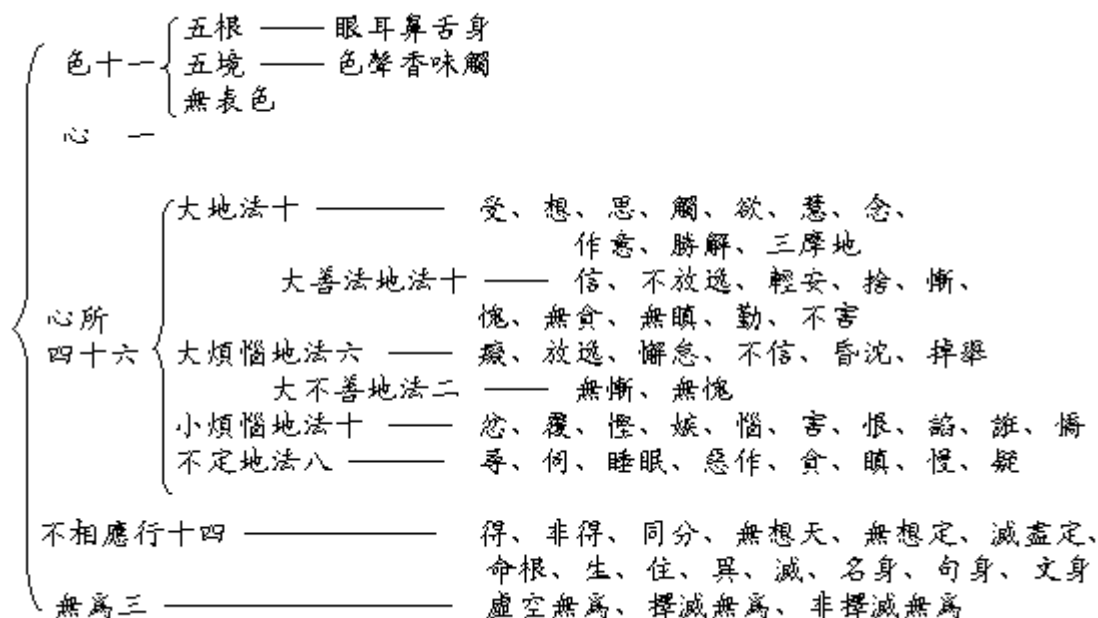 五根 —— 眼耳鼻舌身
色十一 五境 —— 色聲香味觸
無表色
心 一
大地法十 ———— 受、想、思、觸、欲、慧、念、
作意、勝解、三摩地
大善法地法十 —— 信、不放逸、輕安、捨、慚、
愧、無貪、無瞋、勤、不害
心所
四十六 大煩惱地法六 —— 癡、放逸、懈怠、不信、昏沈、掉舉
大不善地法二 —— 無慚、無愧
小煩惱地法十 —— 忿、覆、慳、嫉、惱、害、恨、諂、誑、憍
不定地法八 ——— 尋、伺、睡眠、惡作、貪、瞋、慢、疑
不相應行十四 —————— 得、非得、同分、無想天、無想定、滅盡定、
命根、生、住、異、滅、名身、句身、文身
無為三 ————————— 虛空無為、擇滅無為、非擇滅無為